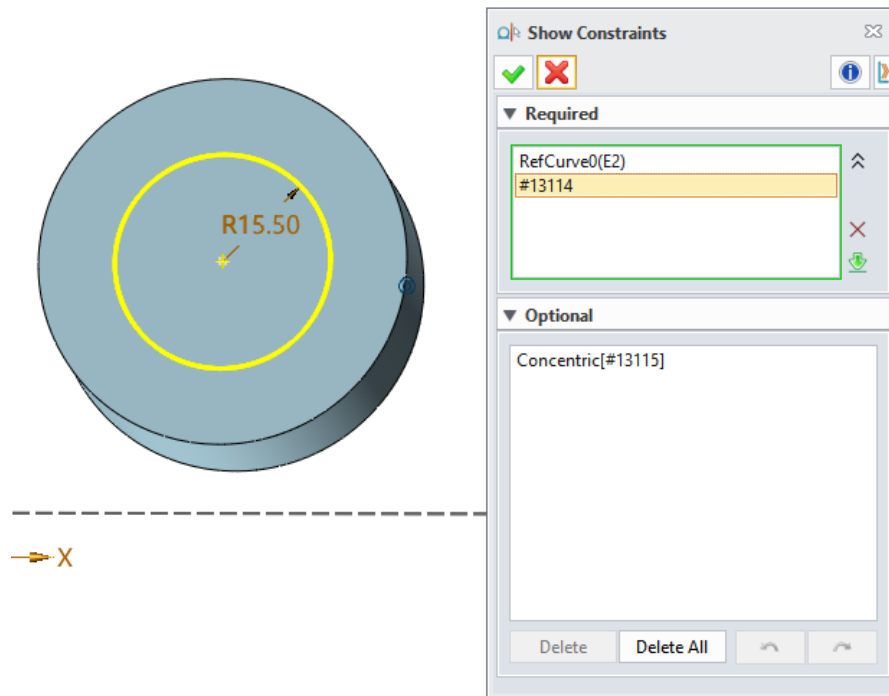 Show Constraints
Required
RefCurve0(E2)
#13114
R15.50
Optional
Concentric[#13115]
X
Delete
Delete All